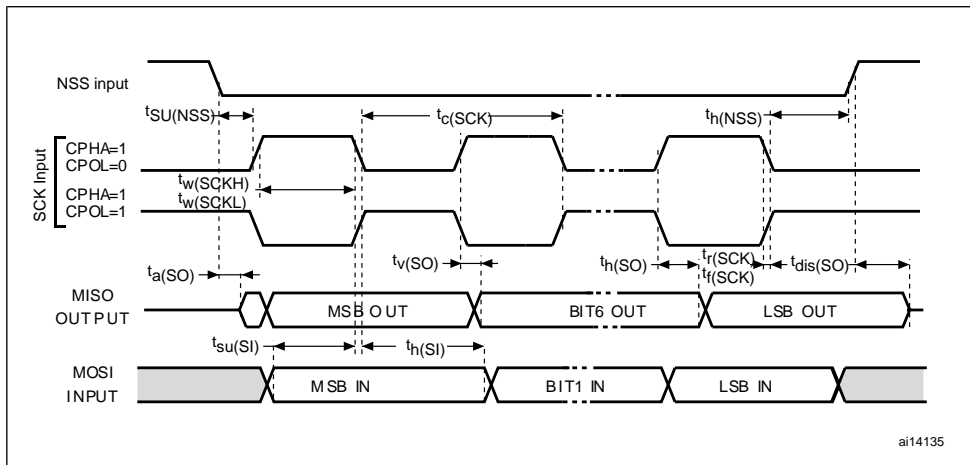 NSS input
tSU(NSS)
tc(SCK)
th(NSS)
SCK Input
CPHA=1
CPOL=0
tw(SCKH)
CPHA=1
tw(SCKL)
CPOL=1
ta(SO)
tv(SO)
th(SO)
tr(SCK)
tf(SCK)
tdis(SO)
MISO
OUTPUT
MSB OUT
BIT6 OUT
LSB OUT
tsu(SI)
th(SI)
MOSI
INPUT
MSB IN
BIT1 IN
LSB IN
ai14135